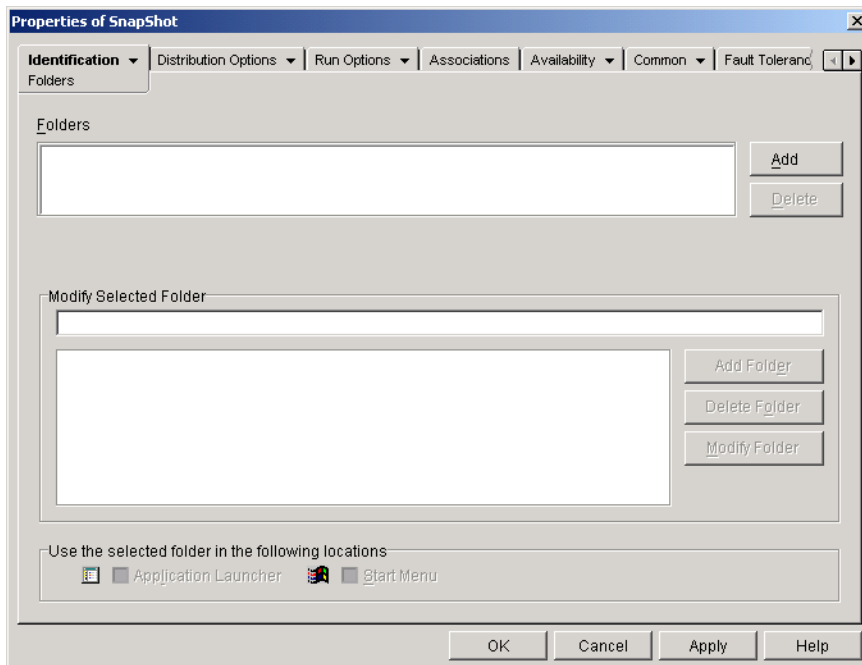 Properties of SnapShot
Identification Distribution Options Run Options Associations Availability Common Fault Toleranc
Folders
Folders
Add
Delete
Modify Selected Folder
Add Folder
Delete Folder
Modify Folder
Use the selected folder in the following locations
Application Launcher Start Menu
OK Cancel Apply Help